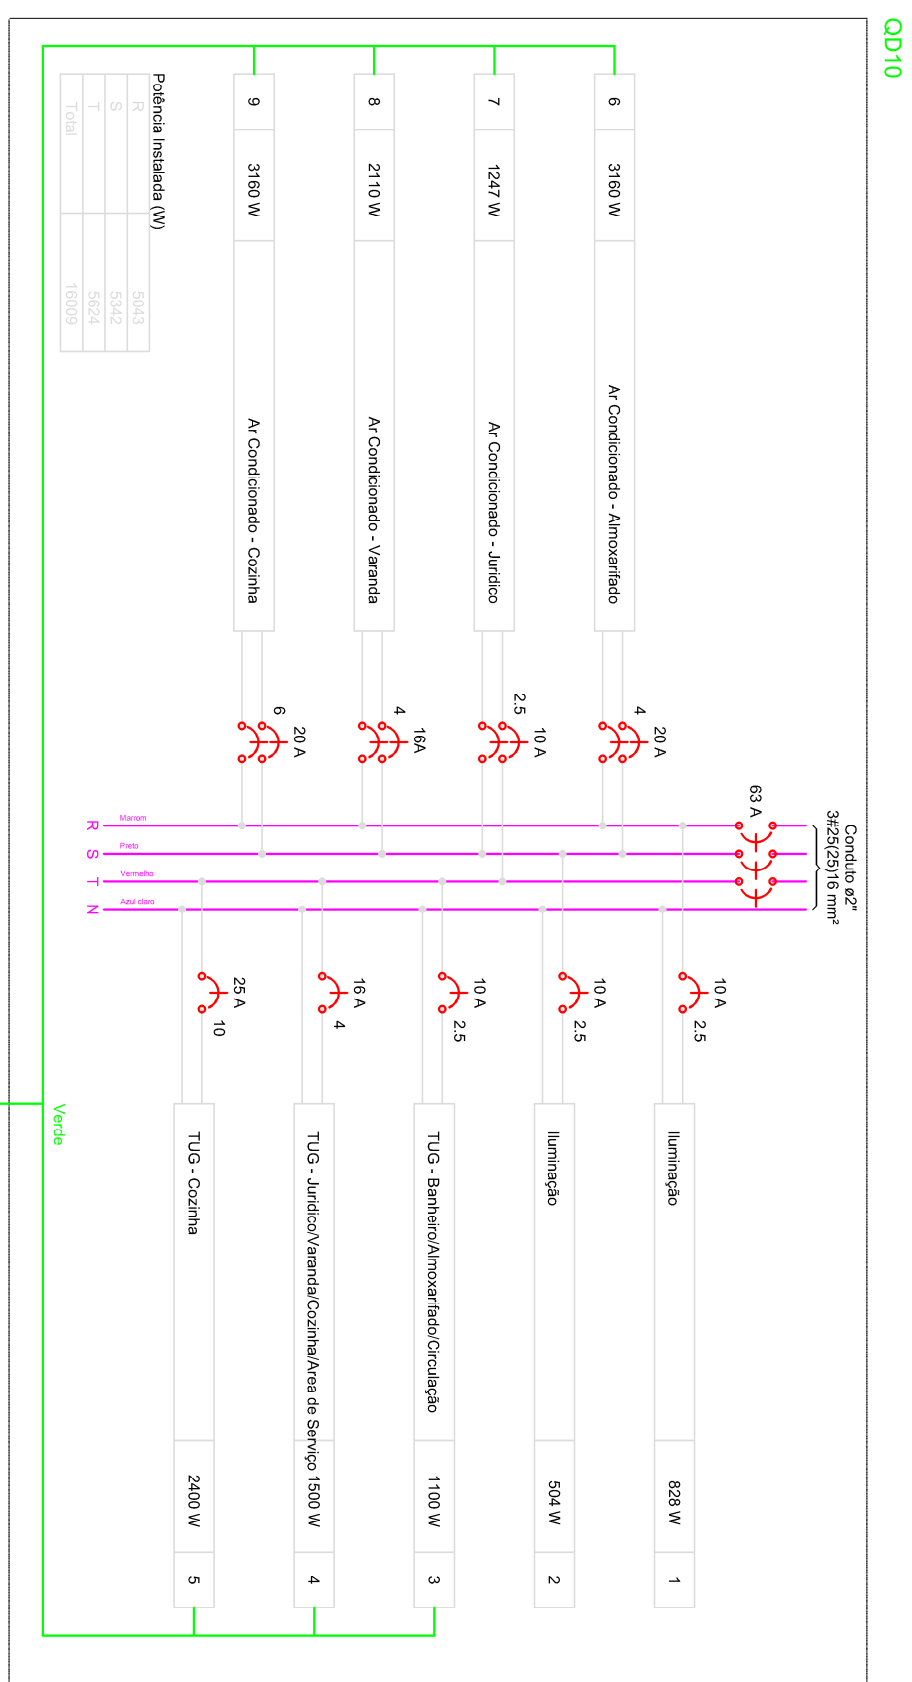 QD10
Conduto ø2"
3#25(25)16 mm²
63 A
6
3160 W
Ar Condicionado - Almoxarifado
4
20 A
7
1247 W
Ar Condicionado - Juridico
2.5
10 A
8
2110 W
Ar Condicionado - Varanda
4
16A
9
3160 W
Ar Condicionado - Cozinha
6
20 A
R
Marrom
S
Preto
T
Vermelho
N
Azul claro
10 A
2.5
Iluminação
828 W
1
10 A
2.5
Iluminação
504 W
2
10 A
2.5
TUG - Banheiro/Almoxarifado/Circulação
1100 W
3
16 A
4
TUG - Juridico/Varanda/Cozinha/Area de Serviço 1500 W
4
25 A
10
TUG - Cozinha
2400 W
5
Potência Instalada (W)
R 5043
S 5342
T 5624
Total 16009
Verde